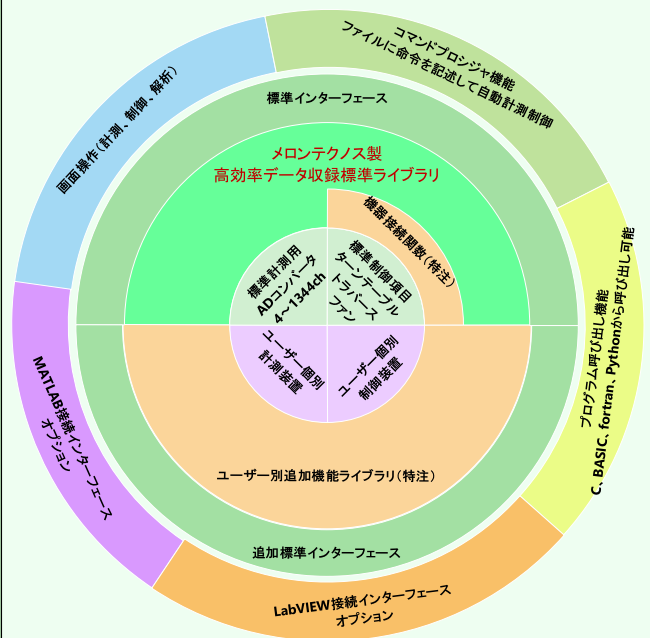 コマンドプロシジャ機能
ファイルに命令を記述して自動計測制御
画面操作(計測、制御、解析)
標準インターフェース
メロンテクノス製
高効率データ収録標準ライブラリ
機器接続関数(特注)
標準計測用
ADコンバータ
4～1344ch
標準制御項目
ターンテーブル
トラバース
ファン
プログラム呼び出し機能
C、BASIC、fortran、Pythonから呼び出し可能
ユーザー個別
計測装置
ユーザー個別
制御装置
MATLAB接続インターフェース
オプション
ユーザー別追加機能ライブラリ(特注)
追加標準インターフェース
LabVIEW接続インターフェース
オプション